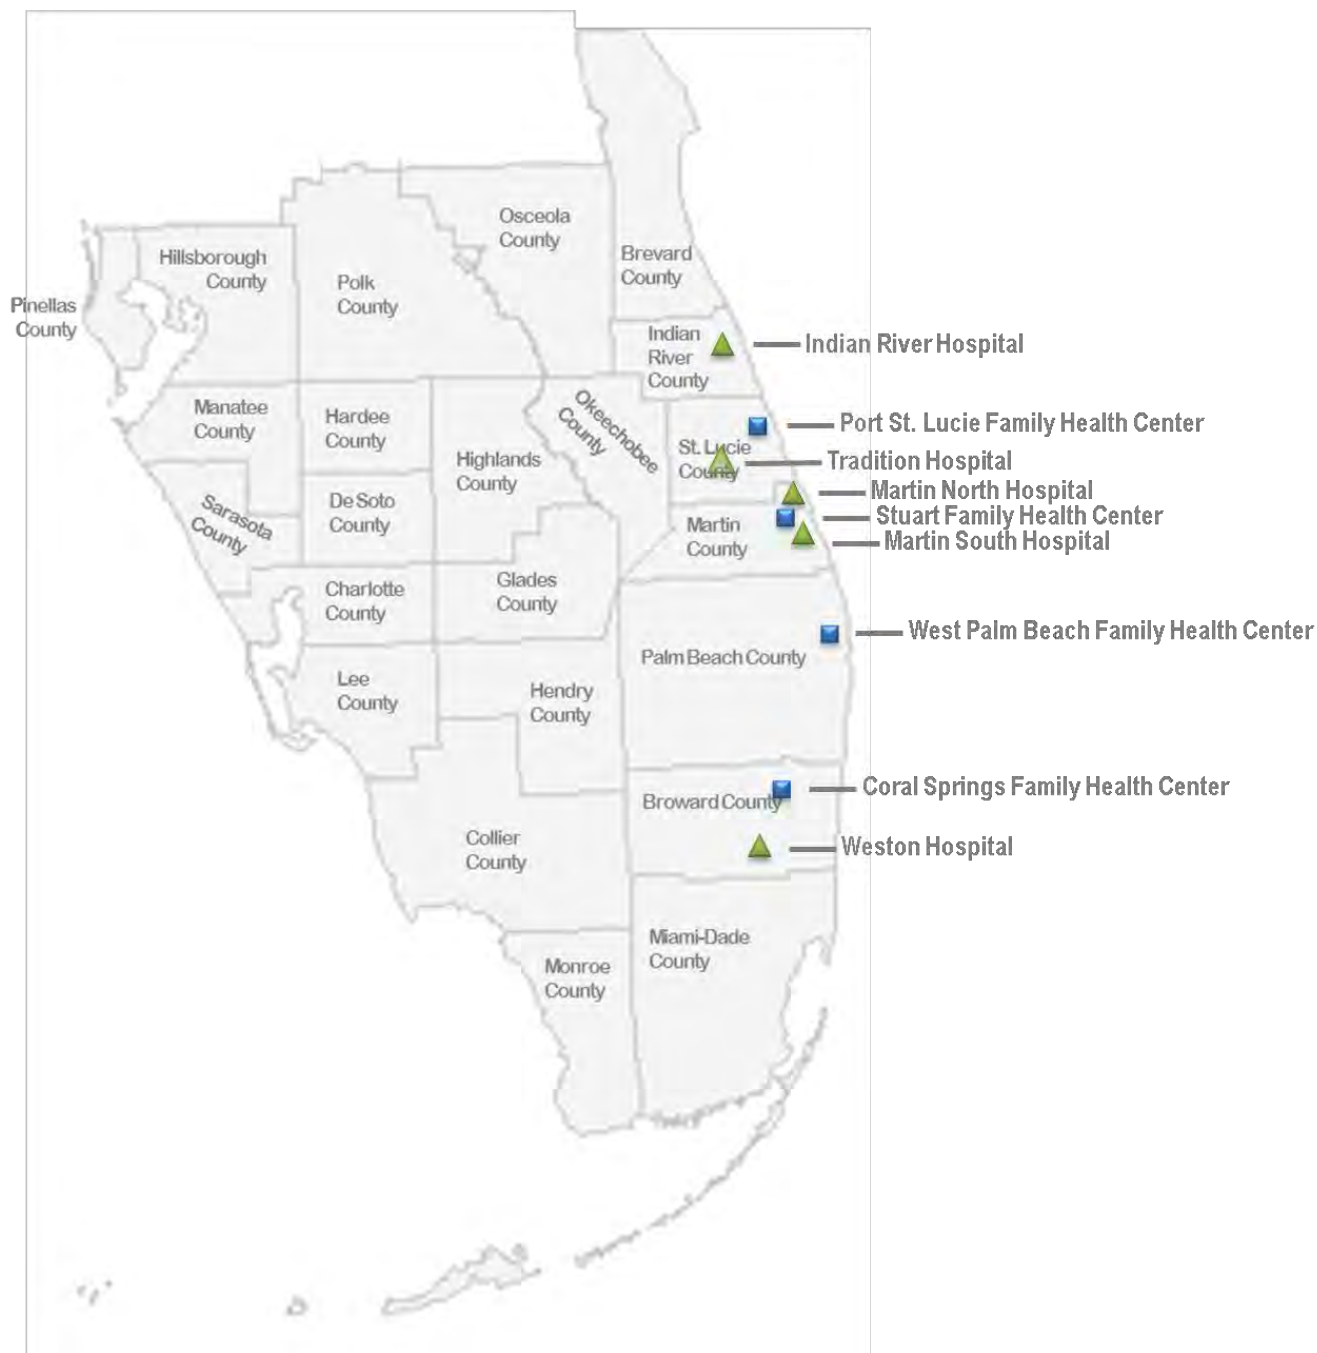 Osceola
County
Brevard
County
Hillsborough
County
Polk
County
Pinellas
County
Indian
River
County
Indian River Hospital
Manatee
County
Hardee
County
Okeechobee
County
Highlands
County
Port St. Lucie Family Health Center
St. Lucie
County
Tradition Hospital
Martin North Hospital
Stuart Family Health Center
Martin South Hospital
Sarasota
County
De Soto
County
Martin
County
Charlotte
County
Glades
County
West Palm Beach Family Health Center
Palm Beach County
Lee
County
Hendry
County
Coral Springs Family Health Center
Broward County
Weston Hospital
Collier
County
Miami-Dade
County
Monroe
County